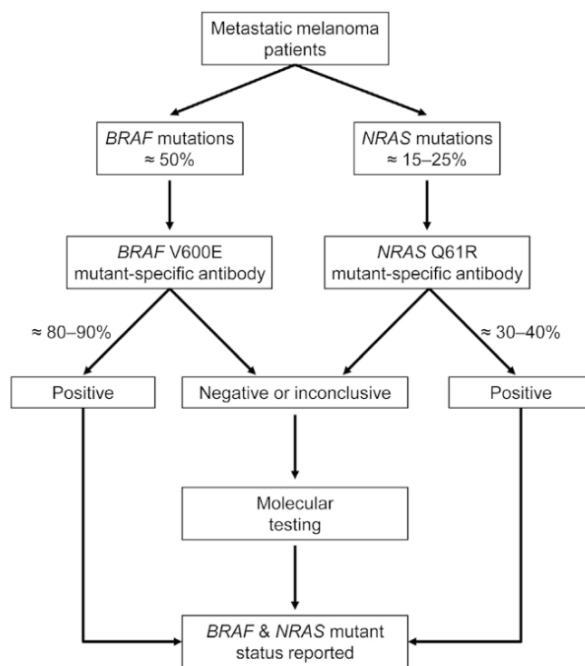 Metastatic melanoma
patients
BRAF mutations
≈ 50%
NRAS mutations
≈ 15–25%
BRAF V600E
mutant-specific antibody
NRAS Q61R
mutant-specific antibody
≈ 80–90%
≈ 30–40%
Positive
Negative or inconclusive
Positive
Molecular
testing
BRAF & NRAS mutant
status reported